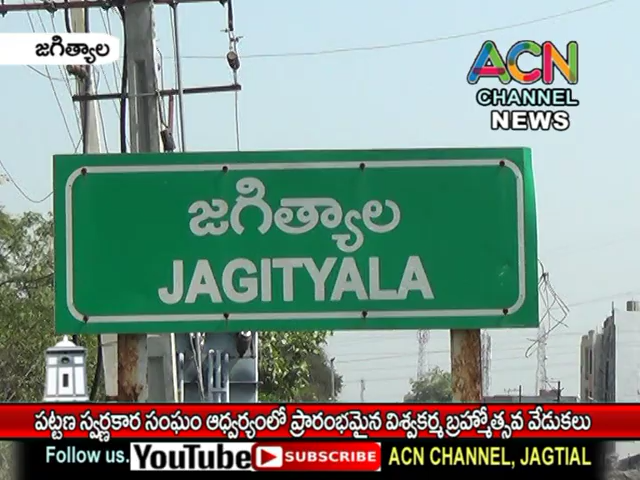 జగిత్యాల
ACN
CHANNEL
NEWS
జగిత్యాల
JAGITYALA
పట్టణ స్వర్ణకార సంఘం ఆధ్వర్యంలో ప్రారంభమైన విశ్వకర్మ బ్రహ్మోత్సవ వేడుకలు
Follow us. YouTube SUBSCRIBE ACN CHANNEL, JAGTIAL